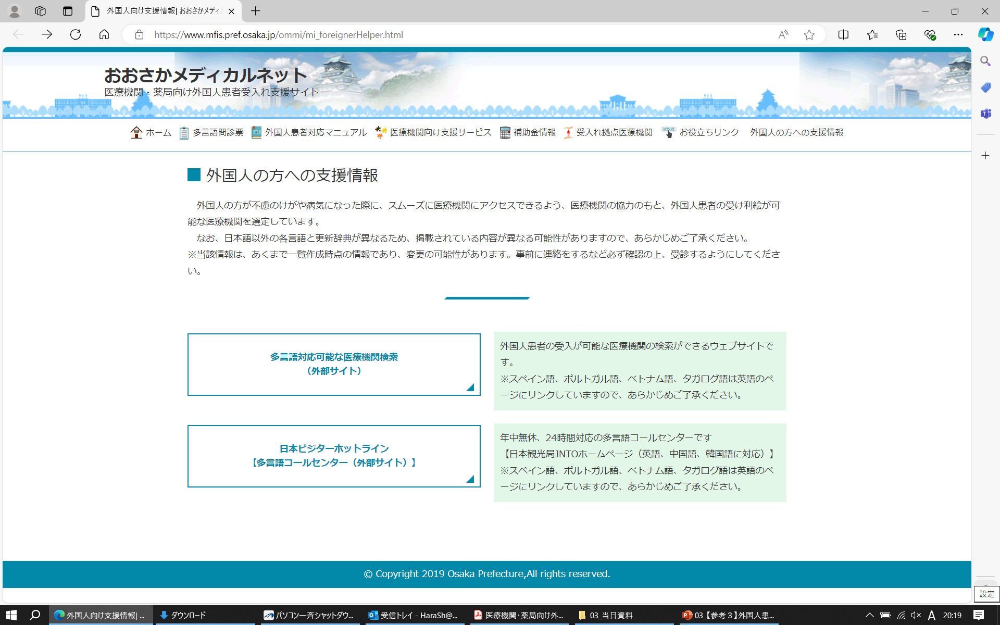 外国人向け支援情報| おおさかメディカ
https://www.mfis.pref.osaka.jp/ommi/mi_foreignerHelper.html
おおさかメディカルネット
医療機関・薬局向け外国人患者受入れ支援サイト
ホーム 多言語問診票 外国人患者対応マニュアル 医療機関向け支援サービス 補助金情報 受入れ拠点医療機関 お役立ちリンク 外国人の方への支援情報
外国人の方への支援情報
外国人の方が不慮のけがや病気になった際に、スムーズに医療機関にアクセスできるよう、医療機関の協力のもと、外国人患者の受け利絵が可
能な医療機関を選定しています。
なお、日本語以外の各言語と更新辞典が異なるため、掲載されている内容が異なる可能性がありますので、あらかじめご了承ください。
※当該情報は、あくまで一覧作成時点の情報であり、変更の可能性があります。事前に連絡をするなど必ず確認の上、受診するようにしてくださ
い。
多言語対応可能な医療機関検索
（外部サイト）
外国人患者の受入が可能な医療機関の検索ができるウェブサイトで
す。
※スペイン語、ポルトガル語、ベトナム語、タガログ語は英語のペ
ージにリンクしていますので、あらかじめご了承ください。
日本ビジターホットライン
【多言語コールセンター（外部サイト）】
年中無休、24時間対応の多言語コールセンターです
【日本観光局JNTOホームページ（英語、中国語、韓国語に対応）】
※スペイン語、ポルトガル語、ベトナム語、タガログ語は英語のペ
ージにリンクしていますので、あらかじめご了承ください。
© Copyright 2019 Osaka Prefecture,All rights reserved.
設定
外国人向け支援情報| ... ダウンロード パソコン一斉シャットダウ... 受信トレイ - HaraSh@... 医療機関･薬局向け外... 03_当日資料 03_【参考３】外国人患... A 20:19